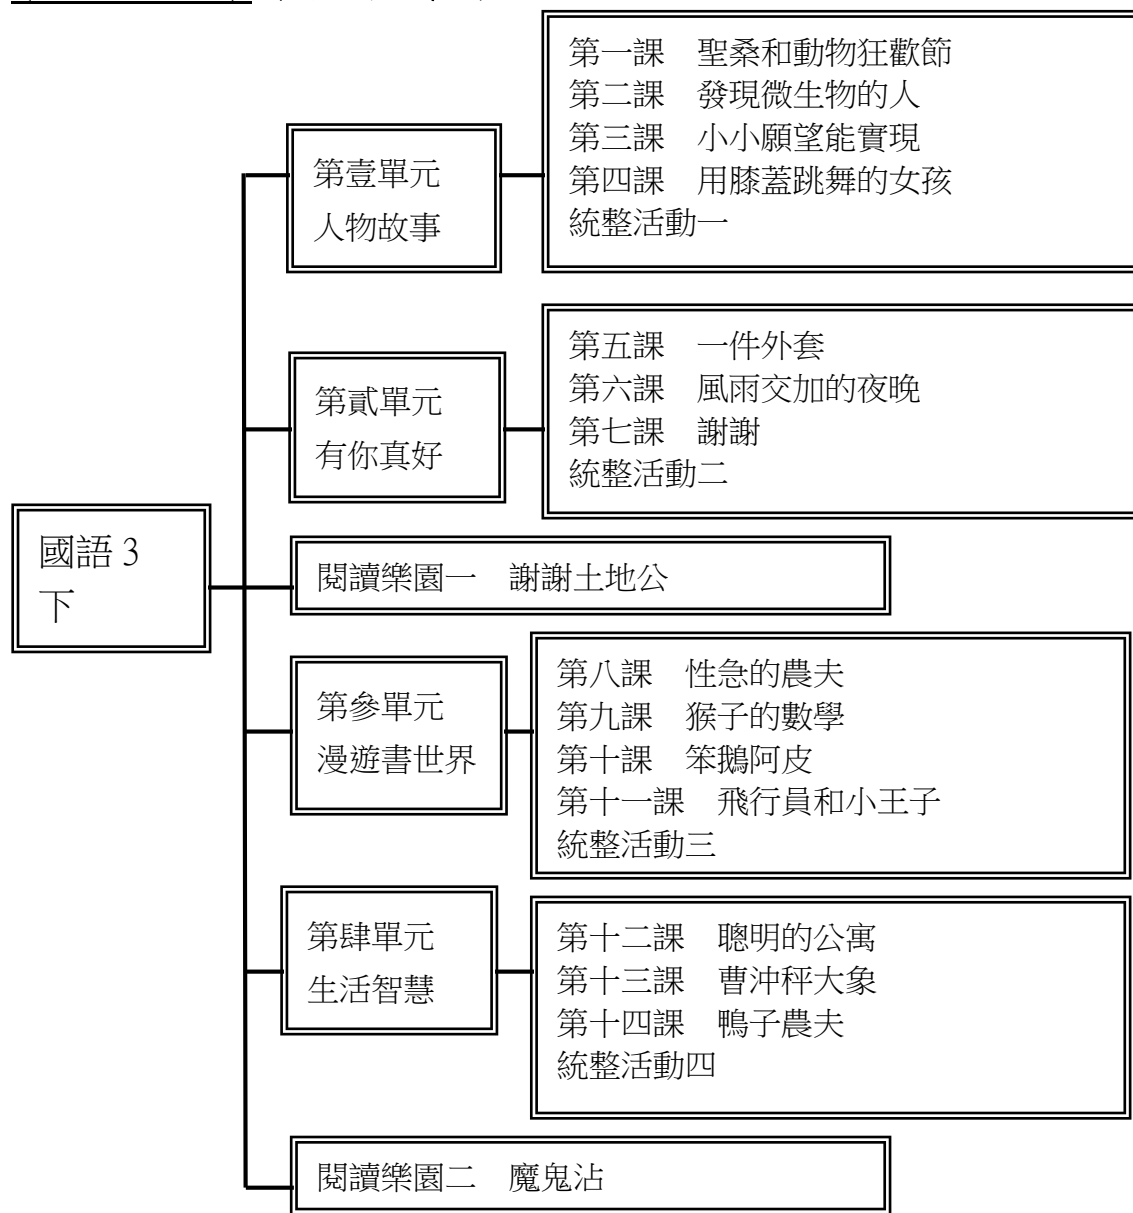 國語 3
下
第壹單元
人物故事
第一課　聖桑和動物狂歡節
第二課　發現微生物的人
第三課　小小願望能實現
第四課　用膝蓋跳舞的女孩
統整活動一
第貳單元
有你真好
第五課　一件外套
第六課　風雨交加的夜晚
第七課　謝謝
統整活動二
閱讀樂園一　謝謝土地公
第參單元
漫遊書世界
第八課　性急的農夫
第九課　猴子的數學
第十課　笨鵝阿皮
第十一課　飛行員和小王子
統整活動三
第肆單元
生活智慧
第十二課　聰明的公寓
第十三課　曹沖秤大象
第十四課　鴨子農夫
統整活動四
閱讀樂園二　魔鬼沾